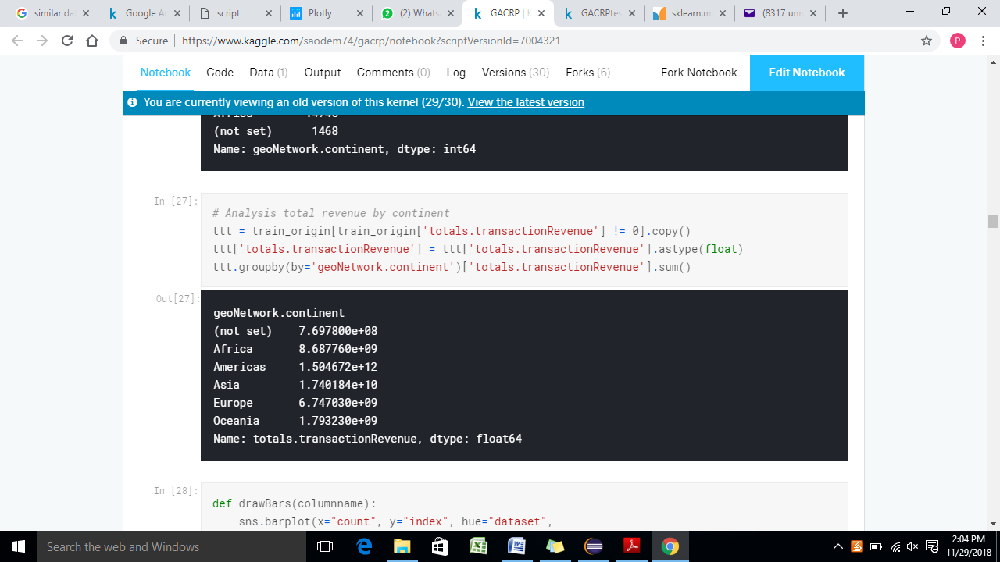 similar da
Google A
script
Plotly
(2) Whats
GACRP | K
GACRPtes
sklearn.m
(8317 unr
Secure | https://www.kaggle.com/saodem74/gacrp/notebook?scriptVersionId=7004321
P
Notebook Code Data (1) Output Comments (0) Log Versions (30) Forks (6) Fork Notebook Edit Notebook
You are currently viewing an old version of this kernel (29/30). View the latest version
(not set) 1468
Name: geoNetwork.continent, dtype: int64
In [27]:
# Analysis total revenue by continent
ttt = train_origin[train_origin['totals.transactionRevenue'] != 0].copy()
ttt['totals.transactionRevenue'] = ttt['totals.transactionRevenue'].astype(float)
ttt.groupby(by='geoNetwork.continent')['totals.transactionRevenue'].sum()
Out[27]:
geoNetwork.continent
(not set) 7.697800e+08
Africa 8.687760e+09
Americas 1.504672e+12
Asia 1.740184e+10
Europe 6.747030e+09
Oceania 1.793230e+09
Name: totals.transactionRevenue, dtype: float64
In [28]:
def drawBars(columnname):
sns.barplot(x="count", y="index", hue="dataset",
Search the web and Windows
2:04 PM
11/29/2018